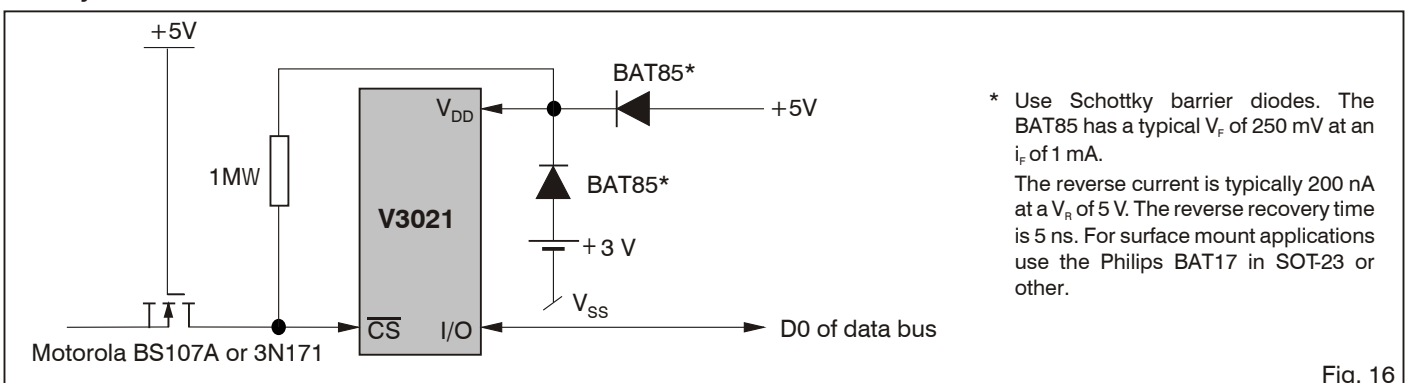 +5V
BAT85*
V_DD
+5V
1MW
BAT85*
V3021
+3 V
V_SS
CS
I/O
D0 of data bus
Motorola BS107A or 3N171
* Use Schottky barrier diodes. The
BAT85 has a typical V_F of 250 mV at an
i_F of 1 mA.
The reverse current is typically 200 nA
at a V_R of 5 V. The reverse recovery time
is 5 ns. For surface mount applications
use the Philips BAT17 in SOT-23 or
other.
Fig. 16